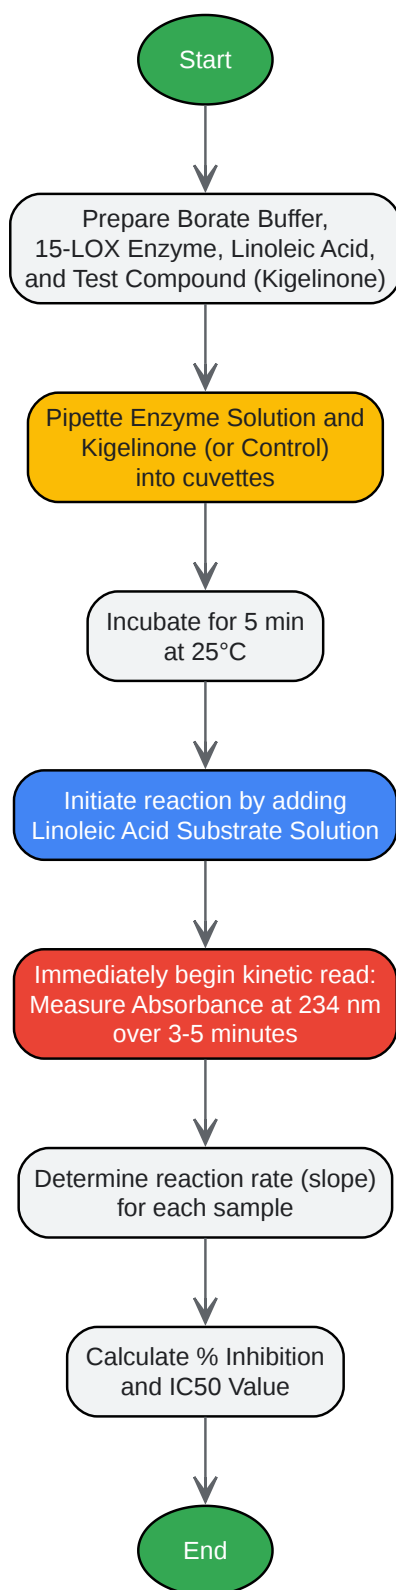 Start
Prepare Borate Buffer,
15-LOX Enzyme, Linoleic Acid,
and Test Compound (Kigelinone)
Pipette Enzyme Solution and
Kigelinone (or Control)
into cuvettes
Incubate for 5 min
at 25°C
Initiate reaction by adding
Linoleic Acid Substrate Solution
Immediately begin kinetic read:
Measure Absorbance at 234 nm
over 3-5 minutes
Determine reaction rate (slope)
for each sample
Calculate % Inhibition
and IC50 Value
End